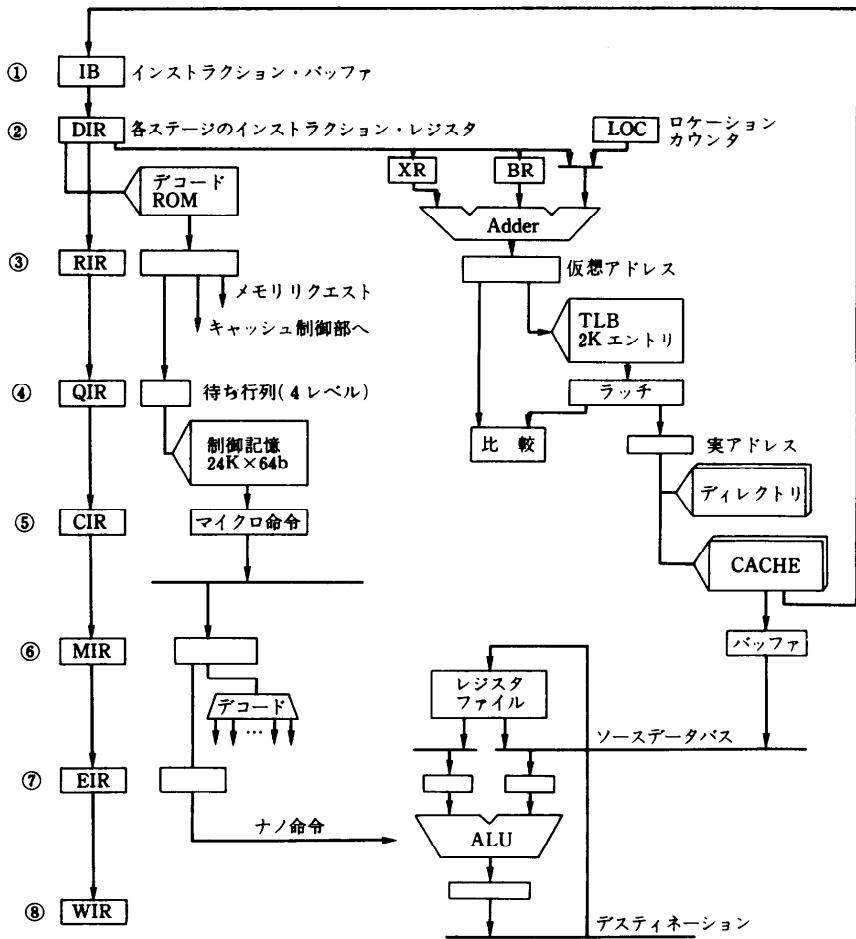 ① IB インストラクション・バッファ
② DIR 各ステージのインストラクション・レジスタ
LOC ロケーション
カウンタ
XR BR
デコード
ROM
Adder
③ RIR
仮想アドレス
メモリリクエスト
キャッシュ制御部へ
TLB
2K エントリ
④ QIR 待ち行列(4レベル)
ラッチ
比較
実アドレス
制御記憶
24K×64b
ディレクトリ
⑤ CIR マイクロ命令
CACHE
⑥ MIR
バッファ
レジスタ
ファイル
デコード
…
ソースデータバス
⑦ EIR
ナノ命令
ALU
⑧ WIR
デスティネーション